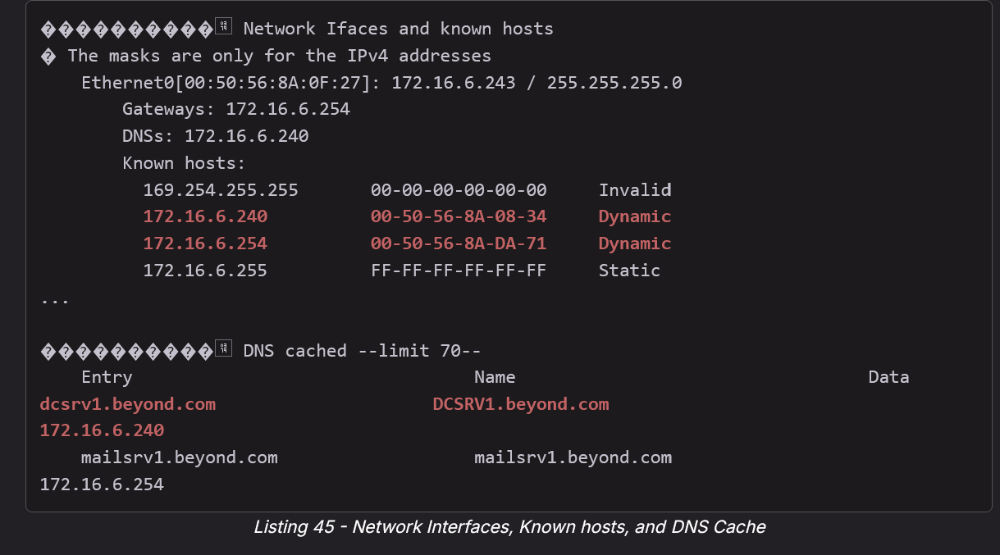 ����������� Network Ifaces and known hosts
� The masks are only for the IPv4 addresses
Ethernet0[00:50:56:8A:0F:27]: 172.16.6.243 / 255.255.255.0
Gateways: 172.16.6.254
DNSs: 172.16.6.240
Known hosts:
169.254.255.255 00-00-00-00-00-00 Invalid
172.16.6.240 00-50-56-8A-08-34 Dynamic
172.16.6.254 00-50-56-8A-DA-71 Dynamic
172.16.6.255 FF-FF-FF-FF-FF-FF Static
...
����������� DNS cached --limit 70--
Entry Name Data
dcsrv1.beyond.com DCSRV1.beyond.com
172.16.6.240
mailsrv1.beyond.com mailsrv1.beyond.com
172.16.6.254
Listing 45 - Network Interfaces, Known hosts, and DNS Cache